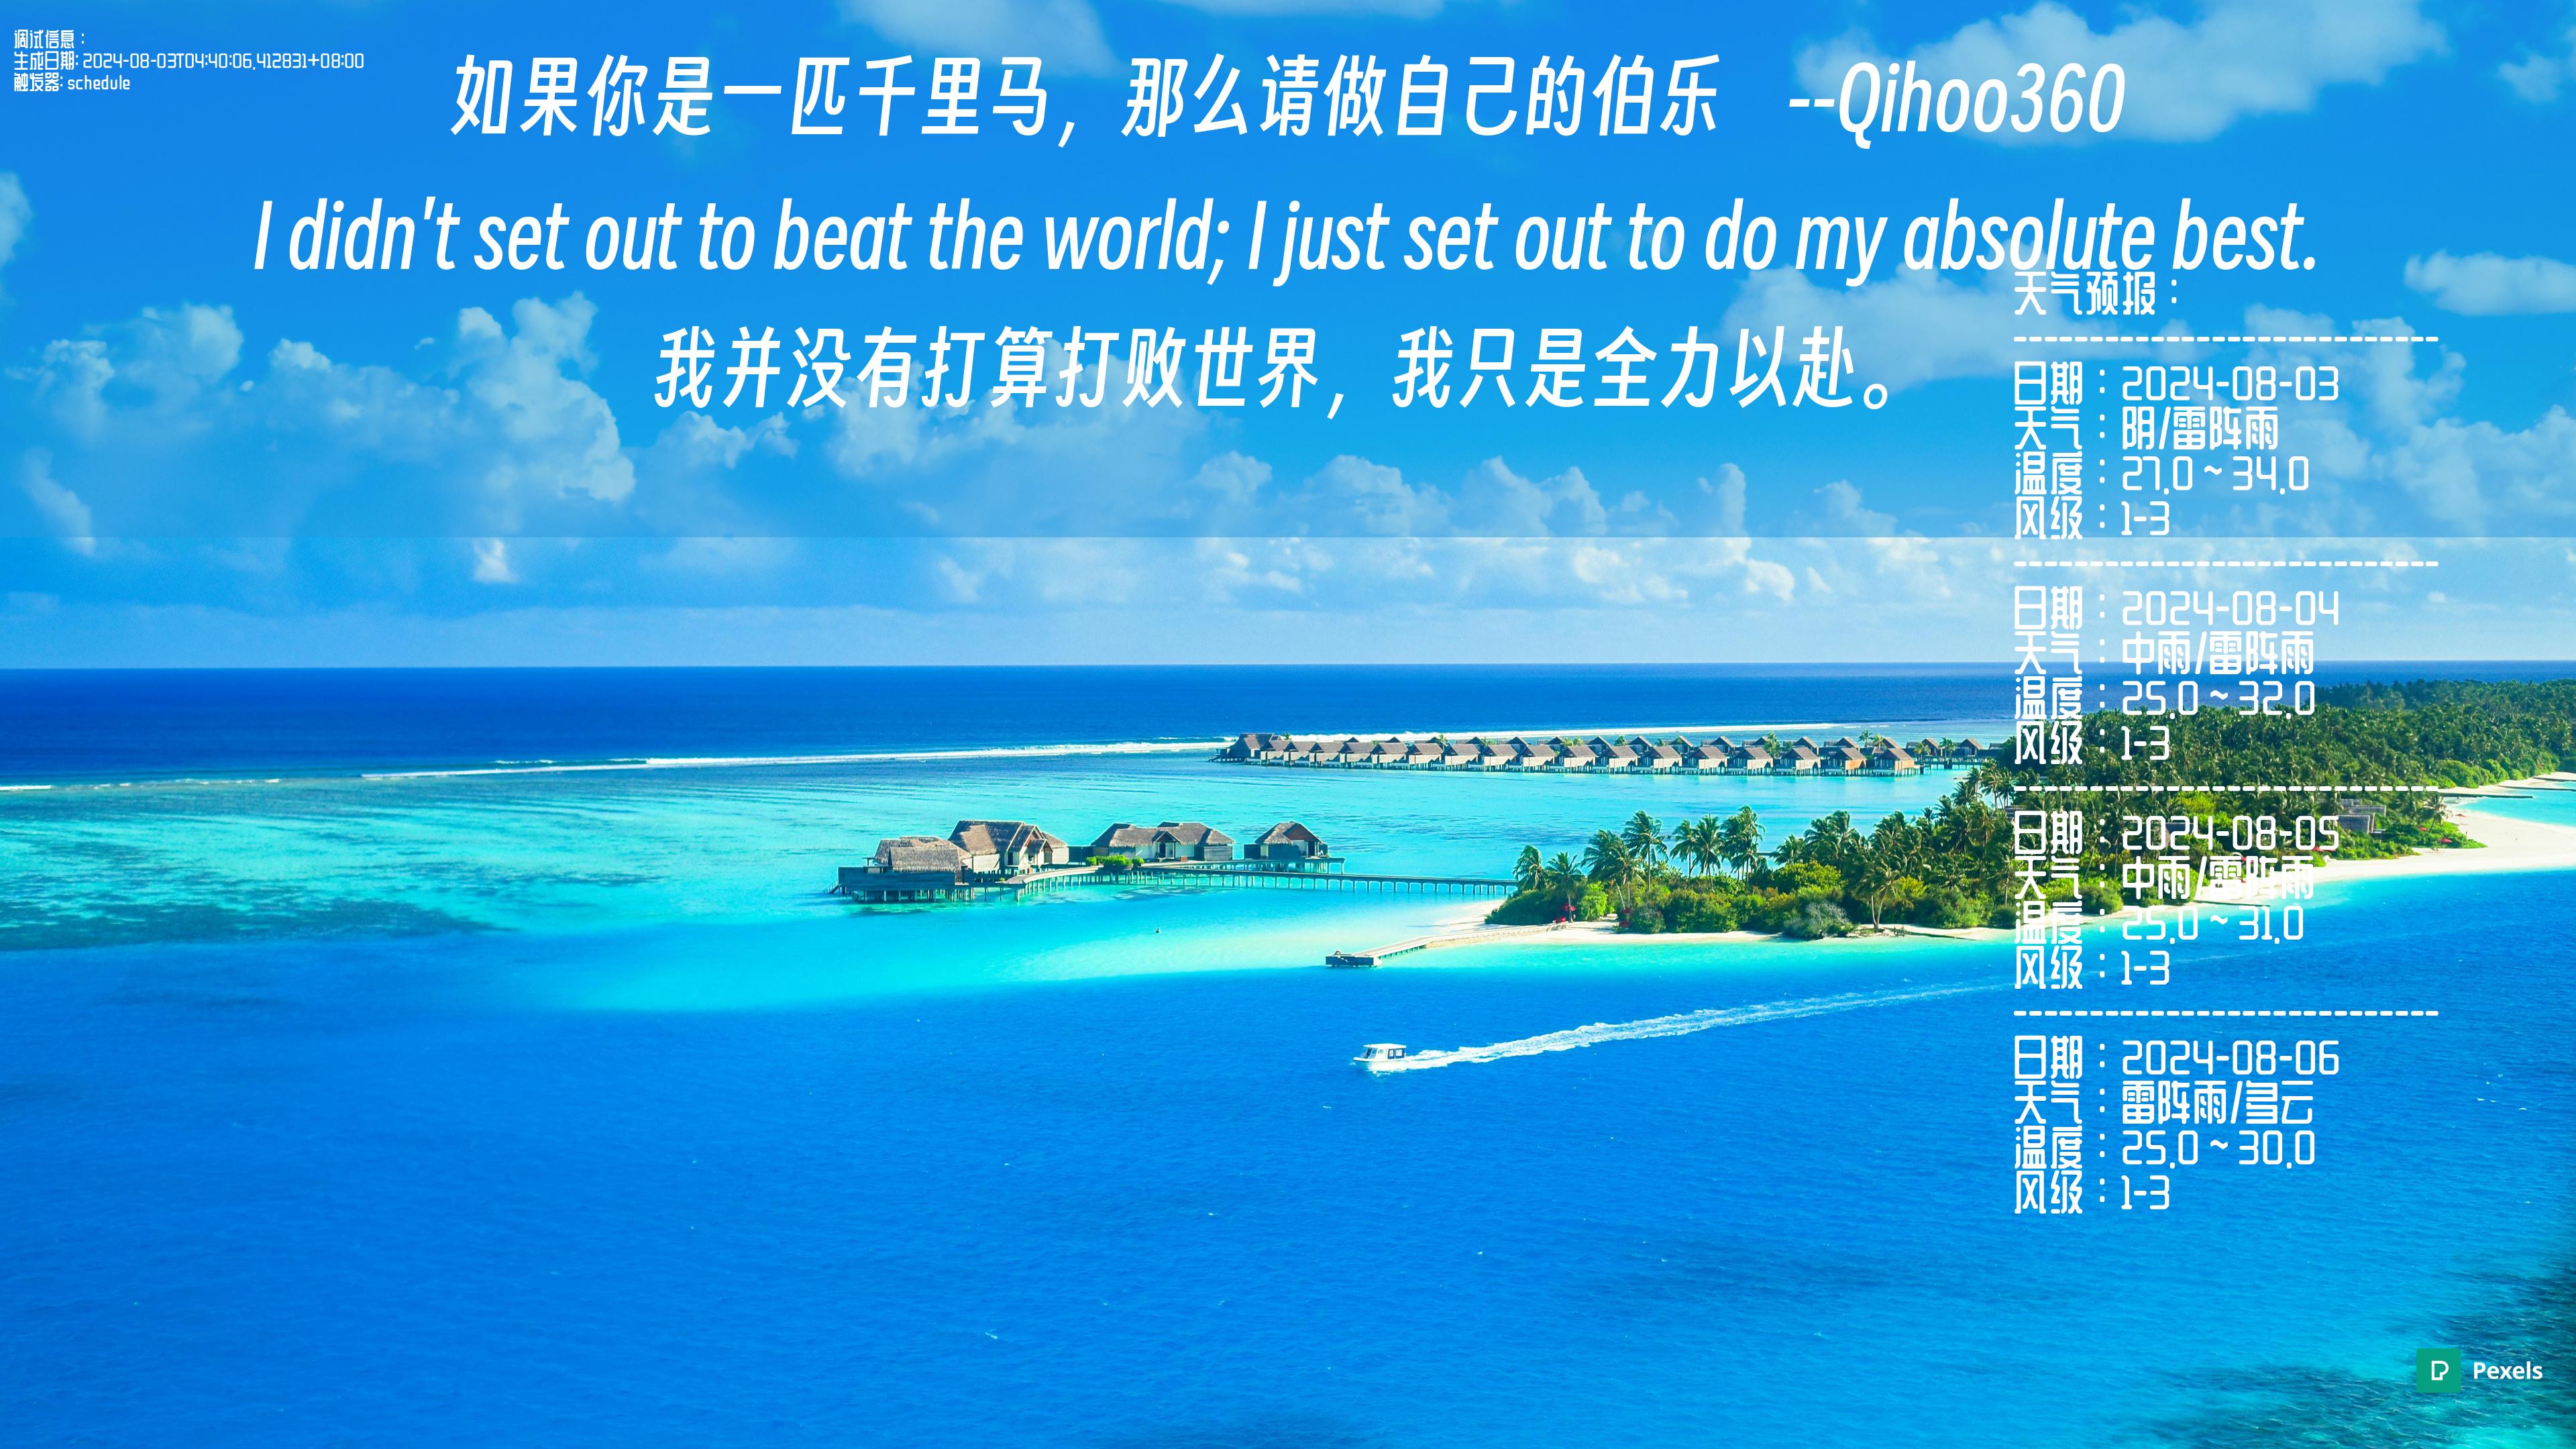 调试信息：
生成日期: 2024-08-03T04:40:06.412831+08:00
触发器: schedule
如果你是一匹千里马，那么请做自己的伯乐 --Qihoo360
I didn't set out to beat the world; I just set out to do my absolute best.
我并没有打算打败世界，我只是全力以赴。
天气预报：
----------------------------
日期：2024-08-03
天气：阴/雷阵雨
温度：27.0 ~ 34.0
风级：1-3
----------------------------
日期：2024-08-04
天气：中雨/雷阵雨
温度：25.0 ~ 32.0
风级：1-3
----------------------------
日期：2024-08-05
天气：中雨/雷阵雨
温度：25.0 ~ 31.0
风级：1-3
----------------------------
日期：2024-08-06
天气：雷阵雨/多云
温度：25.0 ~ 30.0
风级：1-3
Pexels